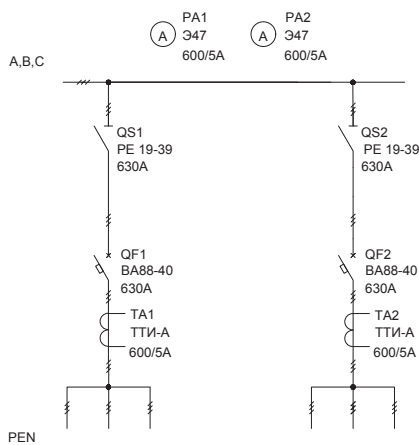 PA1
A
Э47
600/5A
PA2
A
Э47
600/5A
A,B,C
QS1
PE 19-39
630A
QS2
PE 19-39
630A
QF1
BA88-40
630A
QF2
BA88-40
630A
TA1
ТТИ-А
600/5A
TA2
ТТИ-А
600/5A
PEN